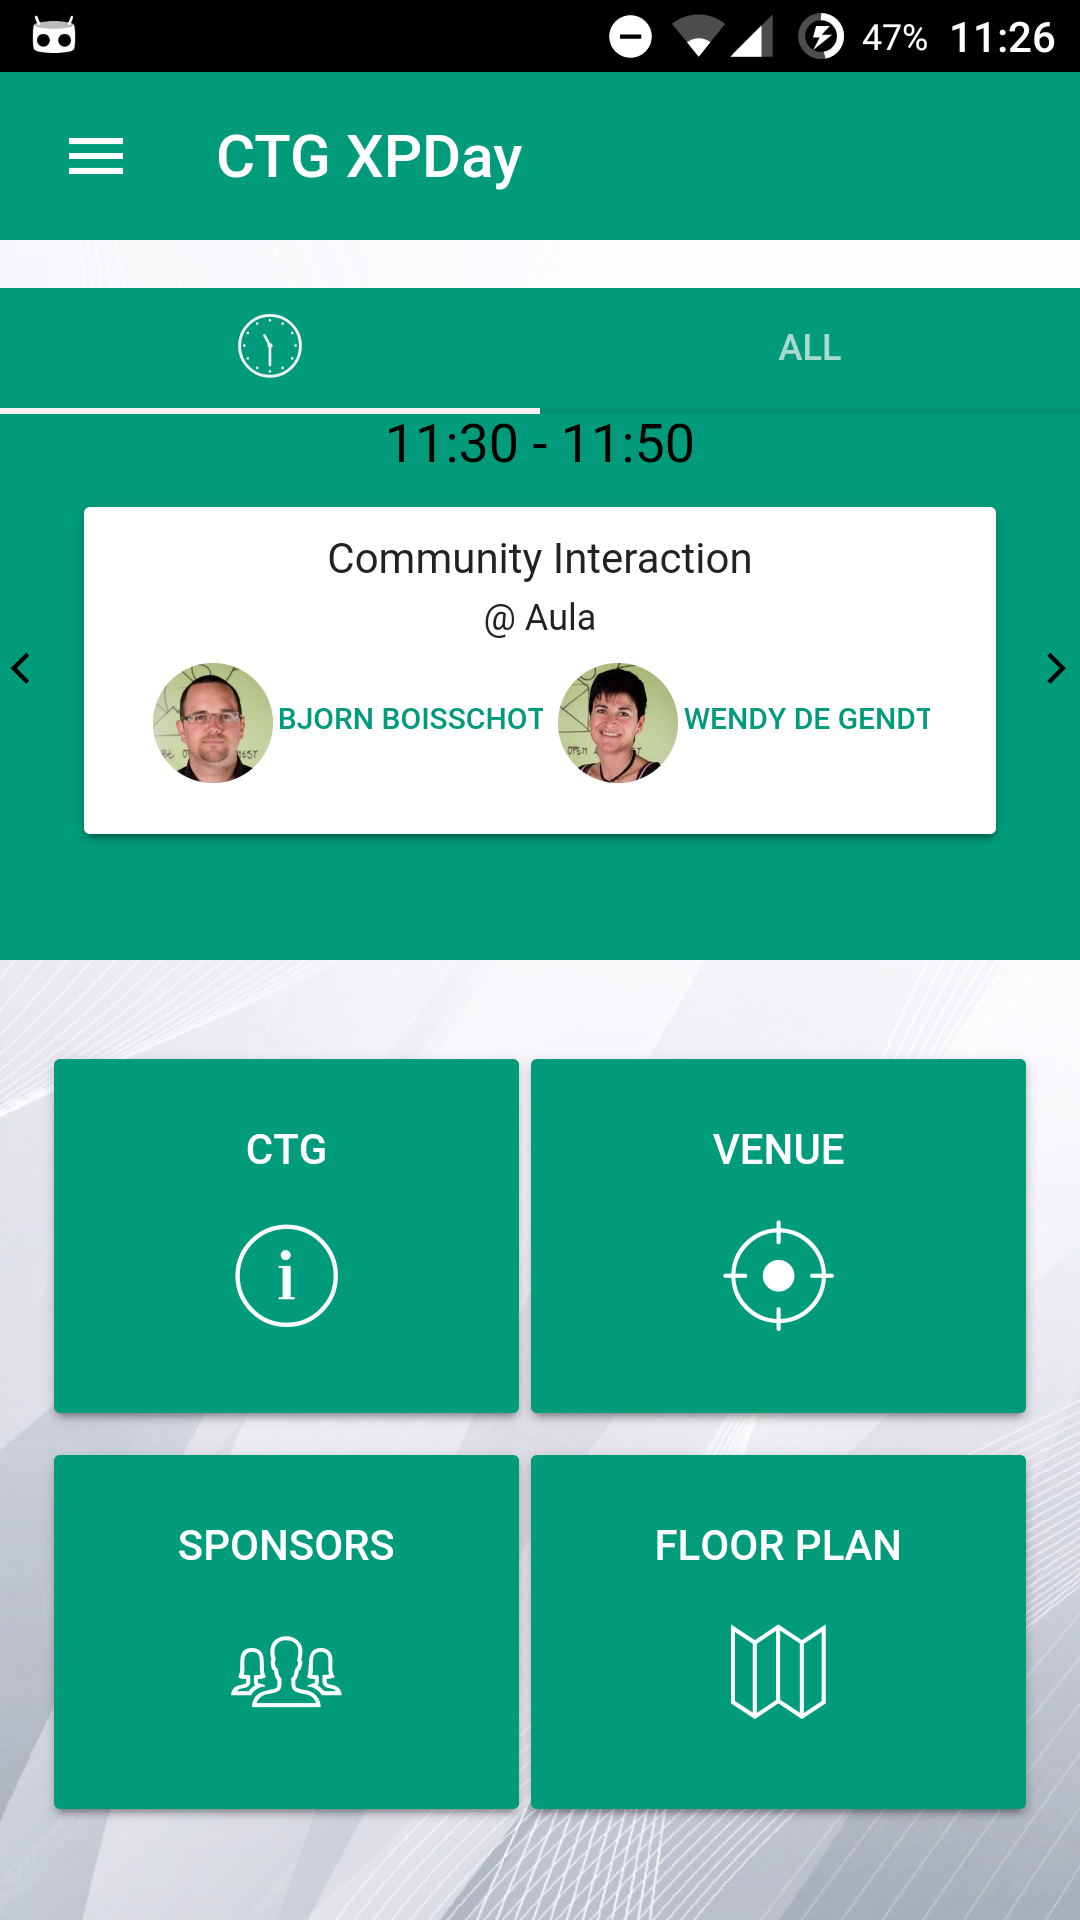 47% 11:26
CTG XPDay
ALL
11:30 - 11:50
Community Interaction
@ Aula
BJORN BOISSCHOT WENDY DE GENDT
CTG VENUE
i
SPONSORS FLOOR PLAN